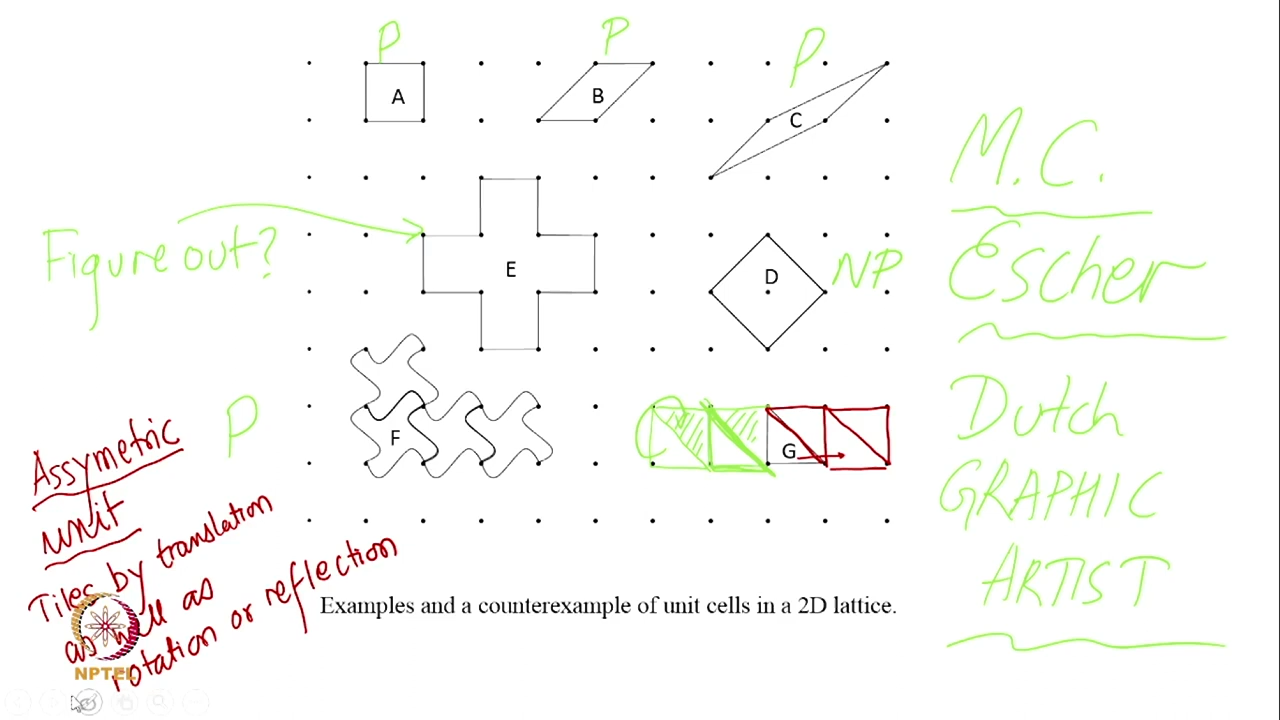 P P P
A B C
M.C.
Escher
Figure out?
E
D NP
P
F
G
Dutch
GRAPHIC
ARTIST
Assymetric
unit
Tiles by translation
as well as
rotation or reflection
Examples and a counterexample of unit cells in a 2D lattice.
NPTEL